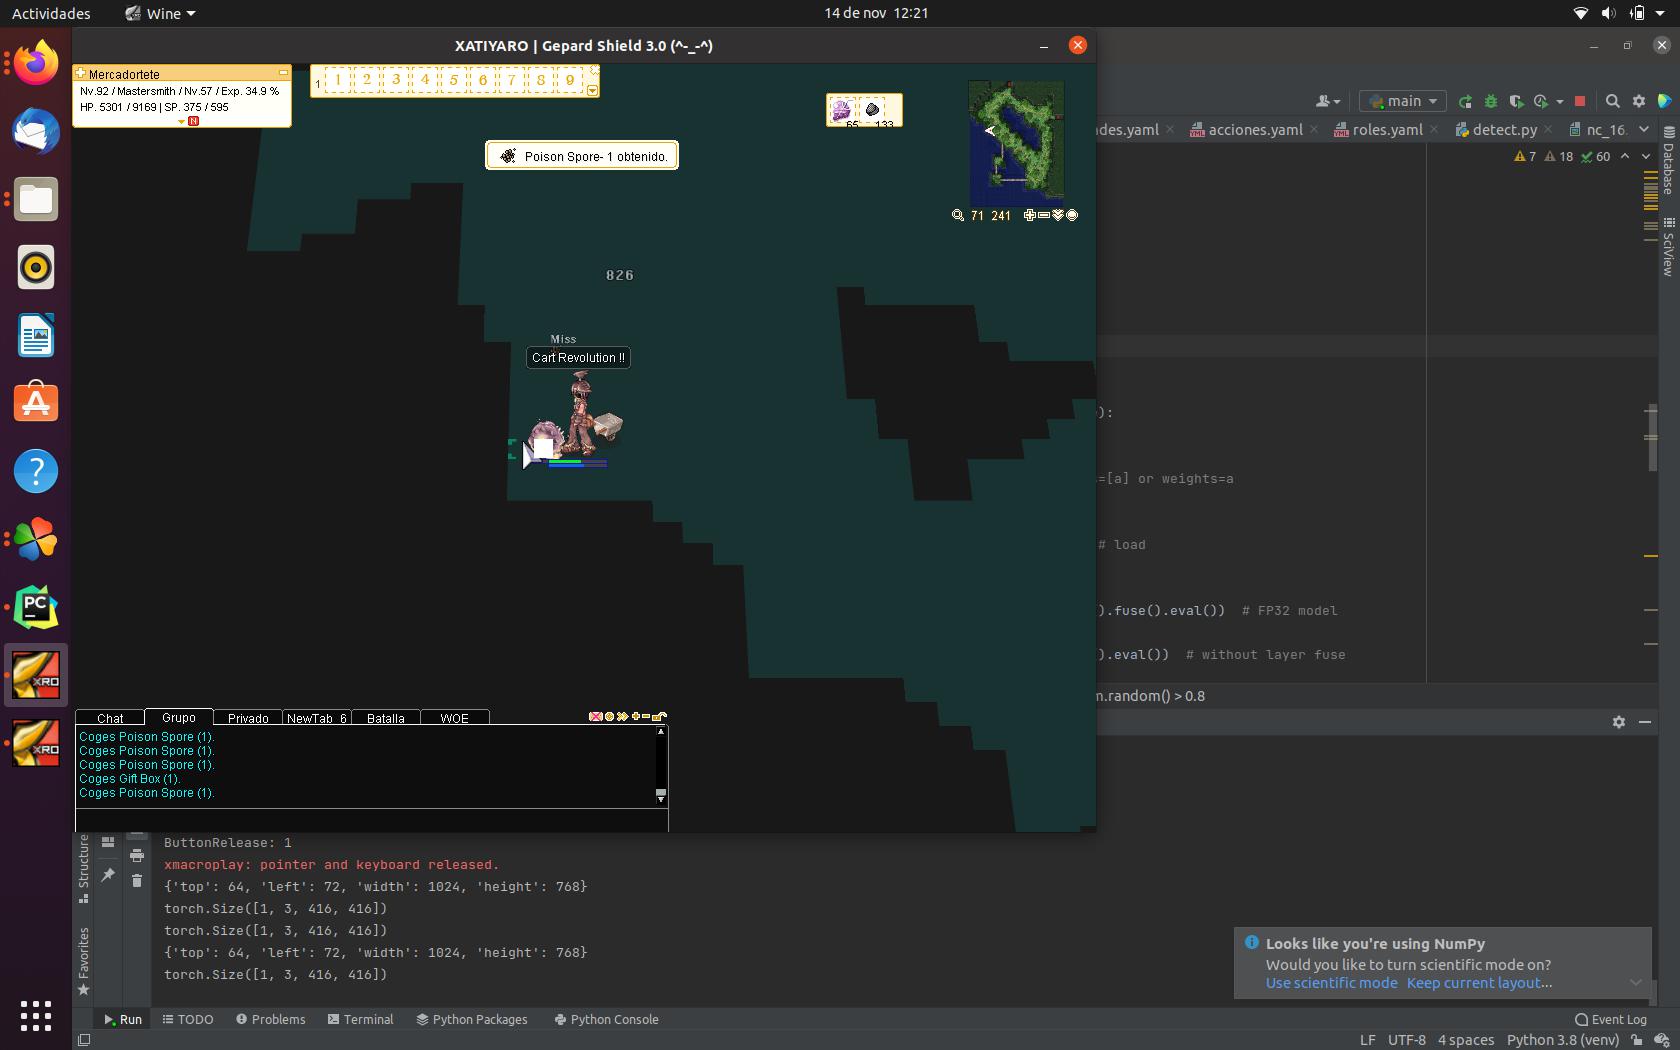 Actividades
Wine
14 de nov 12:21
XATIYARO | Gepard Shield 3.0 (^-_-^)
Mercadortete
Nv.92 / Mastersmith / Nv.57 / Exp. 34.9 %
HP. 5301 / 9169 | SP. 375 / 595
N
1
1 2 3 4 5 6 7 8 9
65 133
Poison Spore- 1 obtenido.
71 241
826
Miss
Cart Revolution !!
Chat Grupo Privado NewTab_6 Batalla WOE
Coges Poison Spore (1).
Coges Poison Spore (1).
Coges Poison Spore (1).
Coges Gift Box (1).
Coges Poison Spore (1).
main
des.yaml acciones.yaml roles.yaml detect.py nc_16.
7 18 60
Database
SciView
):
=[a] or weights=a
# load
).fuse().eval()) # FP32 model
).eval()) # without layer fuse
m.random() > 0.8
PC
XRO
XRO
Structure
Favorites
ButtonRelease: 1
xmacroplay: pointer and keyboard released.
{'top': 64, 'left': 72, 'width': 1024, 'height': 768}
torch.Size([1, 3, 416, 416])
torch.Size([1, 3, 416, 416])
{'top': 64, 'left': 72, 'width': 1024, 'height': 768}
torch.Size([1, 3, 416, 416])
Looks like you're using NumPy
Would you like to turn scientific mode on?
Use scientific mode Keep current layout...
Run TODO Problems Terminal Python Packages Python Console
Event Log
LF UTF-8 4 spaces Python 3.8 (venv)